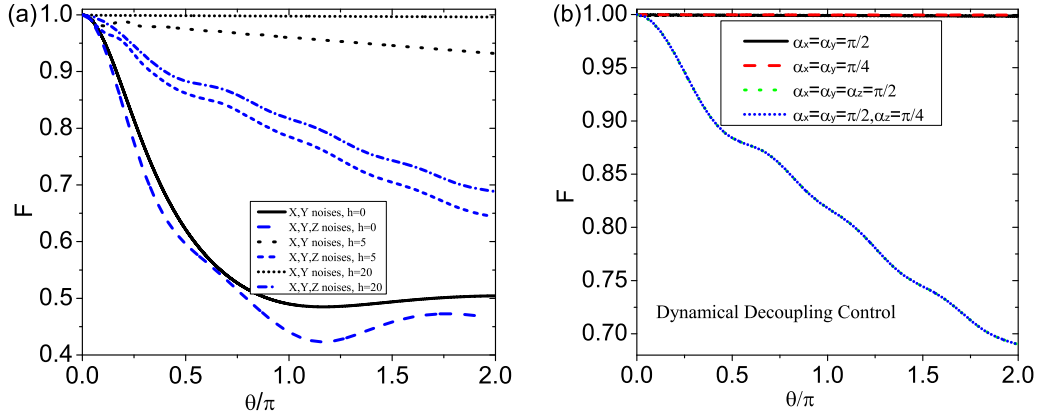 (a)
F
1.0
0.9
0.8
0.7
0.6
0.5
0.4
X,Y noises, h=0
X,Y,Z noises, h=0
X,Y noises, h=5
X,Y,Z noises, h=5
X,Y noises, h=20
X,Y,Z noises, h=20
0.0 0.5 1.0 1.5 2.0
θ/π
(b)
F
1.00
0.95
0.90
0.85
0.80
0.75
0.70
αx=αy=π/2
αx=αy=π/4
αx=αy=αz=π/2
αx=αy=π/2,αz=π/4
Dynamical Decoupling Control
0.0 0.5 1.0 1.5 2.0
θ/π